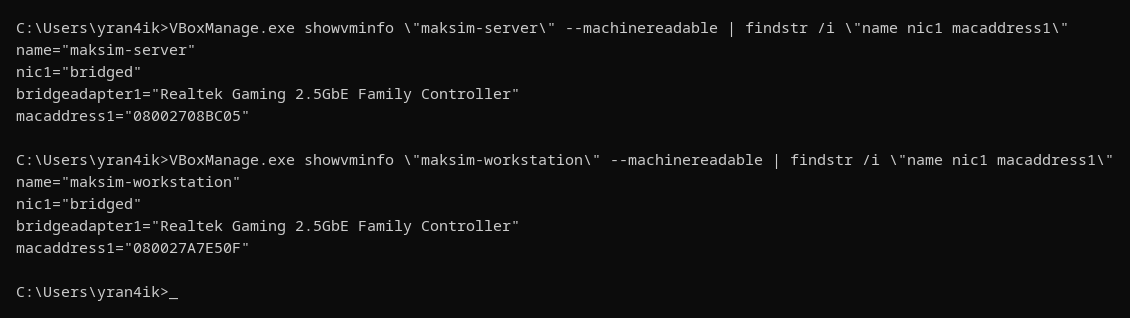 C:\Users\yran4ik>VBoxManage.exe showvminfo \"maksim-server\" --machinereadable | findstr /i \"name nic1 macaddress1\"
name="maksim-server"
nic1="bridged"
bridgeadapter1="Realtek Gaming 2.5GbE Family Controller"
macaddress1="08002708BC05"
C:\Users\yran4ik>VBoxManage.exe showvminfo \"maksim-workstation\" --machinereadable | findstr /i \"name nic1 macaddress1\"
name="maksim-workstation"
nic1="bridged"
bridgeadapter1="Realtek Gaming 2.5GbE Family Controller"
macaddress1="080027A7E50F"
C:\Users\yran4ik>_